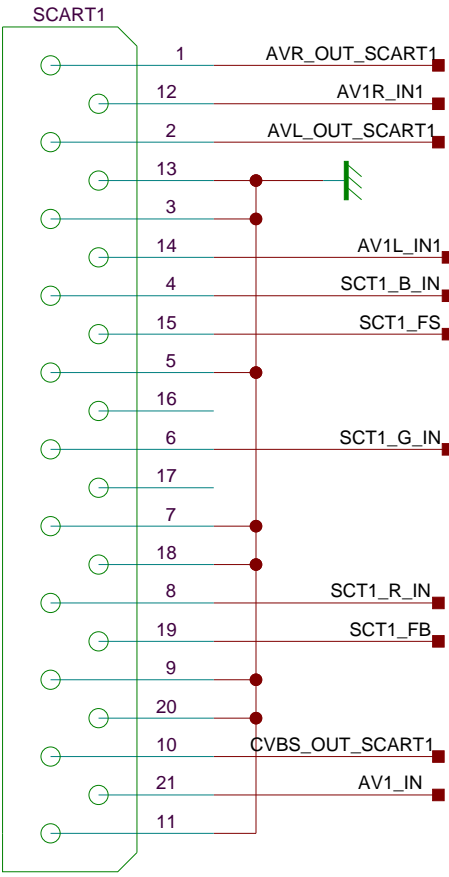 SCART1
1 AVR_OUT_SCART1
12 AV1R_IN1
2 AVL_OUT_SCART1
13
3
14 AV1L_IN1
4 SCT1_B_IN
15 SCT1_FS
5
16
6 SCT1_G_IN
17
7
18
8 SCT1_R_IN
19 SCT1_FB
9
20
10 CVBS_OUT_SCART1
21 AV1_IN
11